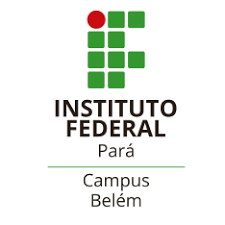 INSTITUTO
FEDERAL
Pará
Campus
Belém